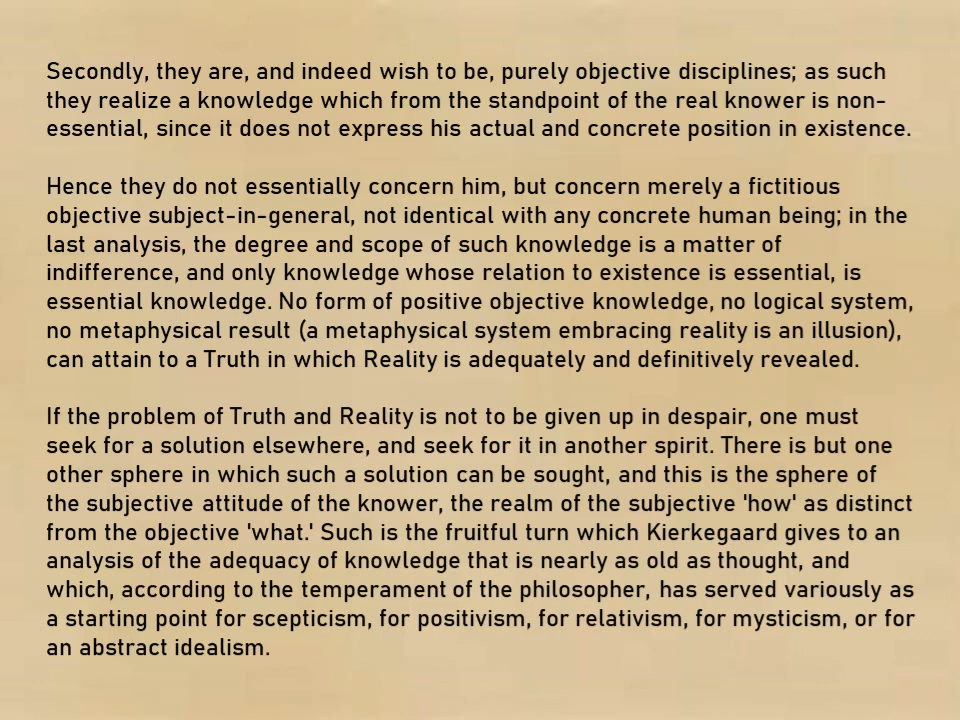 Secondly, they are, and indeed wish to be, purely objective disciplines; as such
they realize a knowledge which from the standpoint of the real knower is non-
essential, since it does not express his actual and concrete position in existence.
Hence they do not essentially concern him, but concern merely a fictitious
objective subject-in-general, not identical with any concrete human being; in the
last analysis, the degree and scope of such knowledge is a matter of
indifference, and only knowledge whose relation to existence is essential, is
essential knowledge. No form of positive objective knowledge, no logical system,
no metaphysical result (a metaphysical system embracing reality is an illusion),
can attain to a Truth in which Reality is adequately and definitively revealed.
If the problem of Truth and Reality is not to be given up in despair, one must
seek for a solution elsewhere, and seek for it in another spirit. There is but one
other sphere in which such a solution can be sought, and this is the sphere of
the subjective attitude of the knower, the realm of the subjective 'how' as distinct
from the objective 'what.' Such is the fruitful turn which Kierkegaard gives to an
analysis of the adequacy of knowledge that is nearly as old as thought, and
which, according to the temperament of the philosopher, has served variously as
a starting point for scepticism, for positivism, for relativism, for mysticism, or for
an abstract idealism.